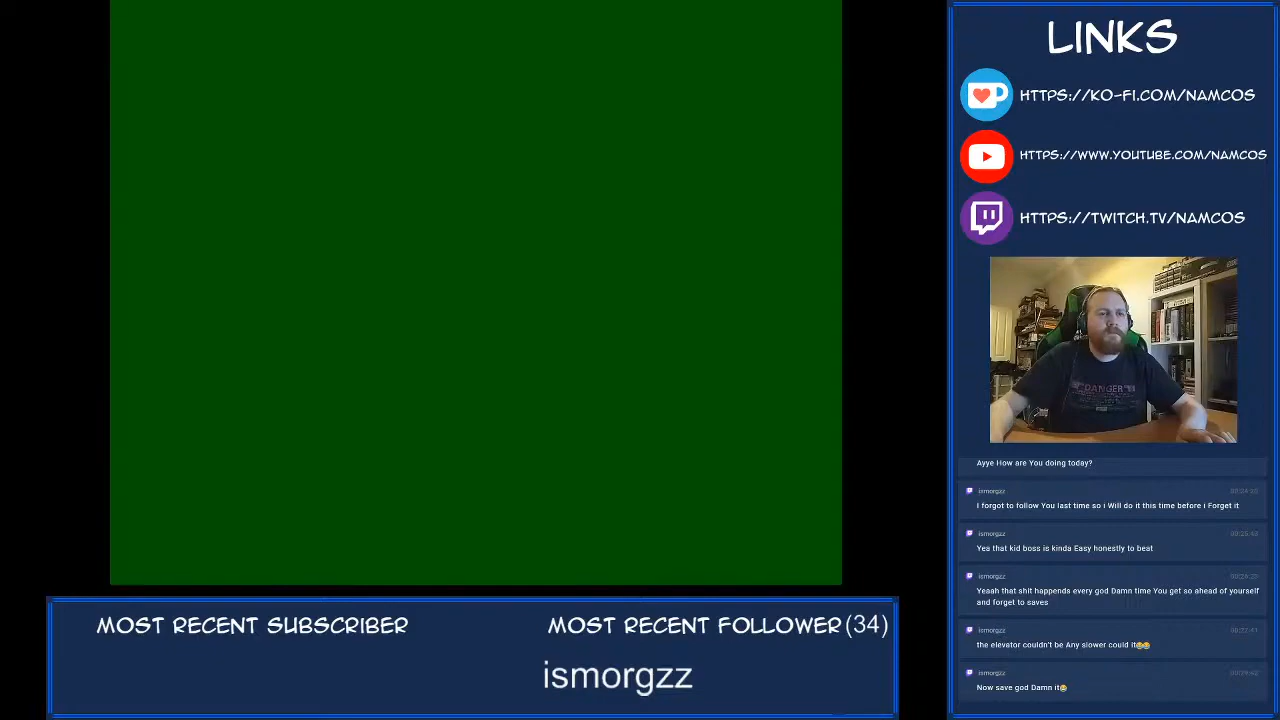 LINKS
HTTPS://KO-FI.COM/NAMCOS
HTTPS://WWW.YOUTUBE.COM/NAMCOS
HTTPS://TWITCH.TV/NAMCOS
DANGER
Ayye How are You doing today?
ismorgzz
I forgot to follow You last time so i Will do it this time before i Forget it
ismorgzz
Yea that kid boss is kinda Easy honestly to beat
ismorgzz
Yeaah that shit happends every god Damn time You get so ahead of yourself
and forget to saves
ismorgzz
the elevator couldn't be Any slower could it😂😂
ismorgzz
Now save god Damn it😂
MOST RECENT SUBSCRIBER
MOST RECENT FOLLOWER (34)
ismorgzz